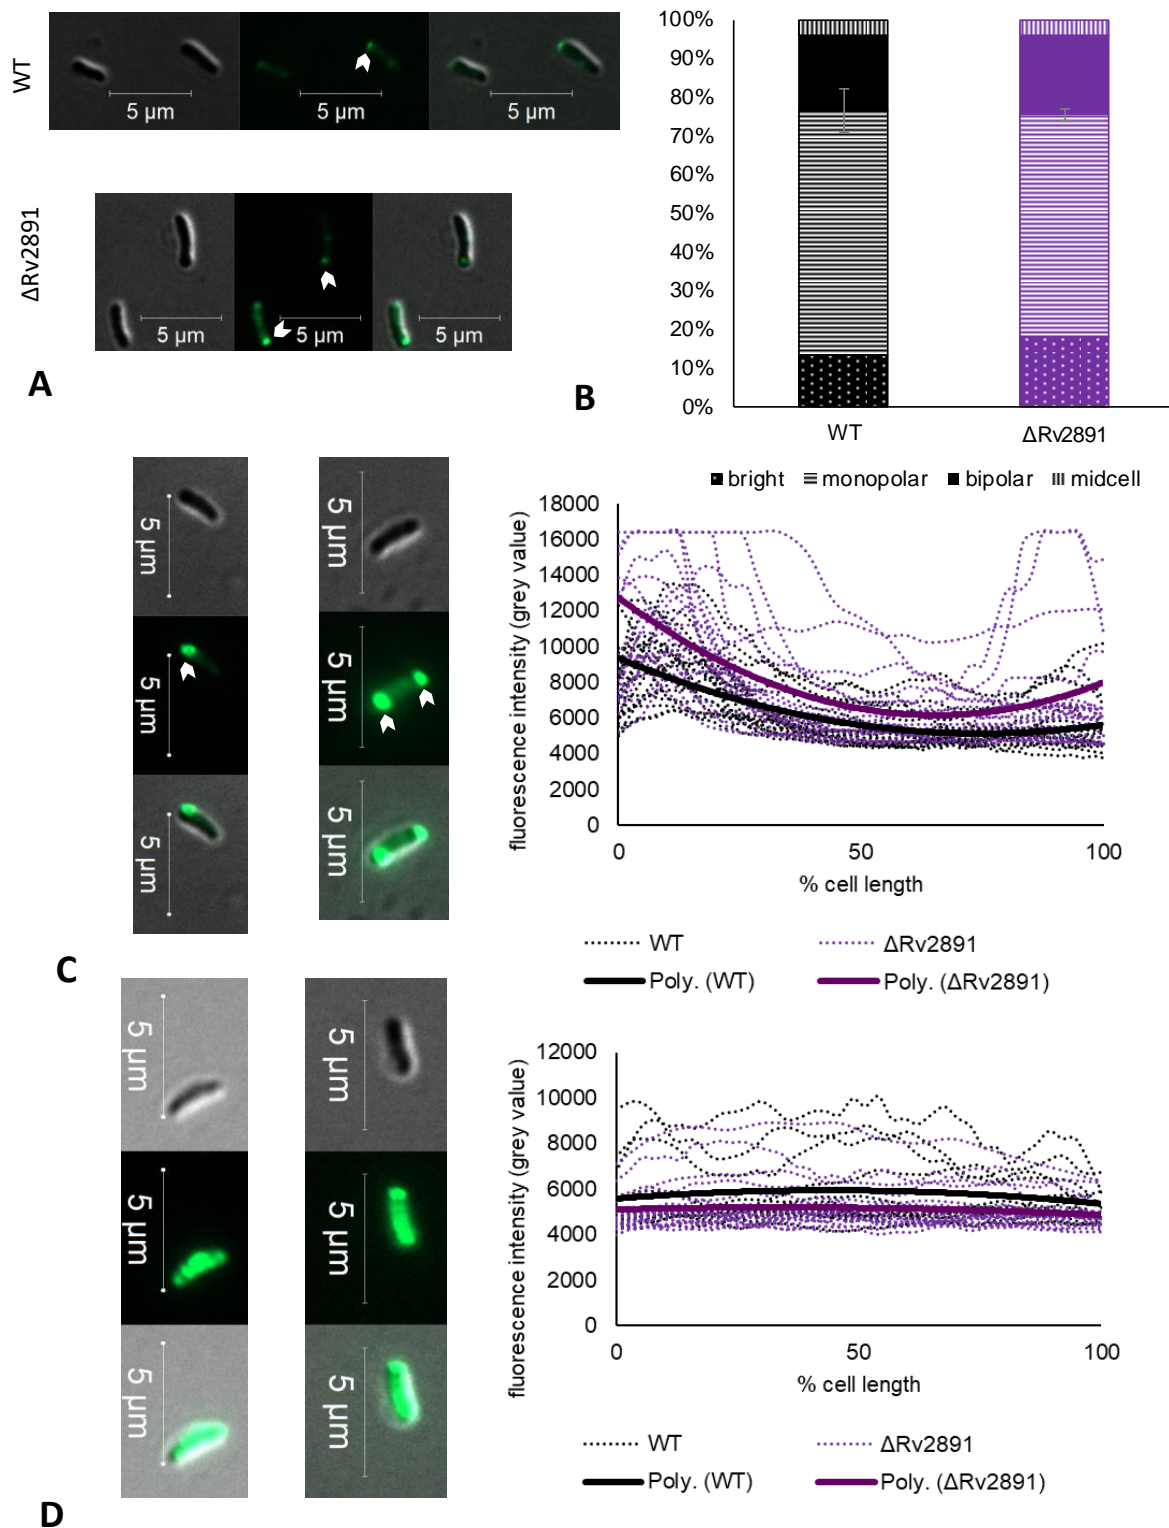 WT
5 µm
5 µm
5 µm
ΔRv2891
5 µm
5 µm
5 µm
A
100%
90%
80%
70%
60%
50%
40%
30%
20%
10%
0%
WT
ΔRv2891
bright
monopolar
bipolar
midcell
B
5 µm
5 µm
5 µm
5 µm
5 µm
5 µm
fluorescence intensity (grey value)
18000
16000
14000
12000
10000
8000
6000
4000
2000
0
0
50
100
% cell length
WT
ΔRv2891
Poly. (WT)
Poly. (ΔRv2891)
C
5 µm
5 µm
5 µm
5 µm
5 µm
5 µm
fluorescence intensity (grey value)
12000
10000
8000
6000
4000
2000
0
0
50
100
% cell length
WT
ΔRv2891
Poly. (WT)
Poly. (ΔRv2891)
D